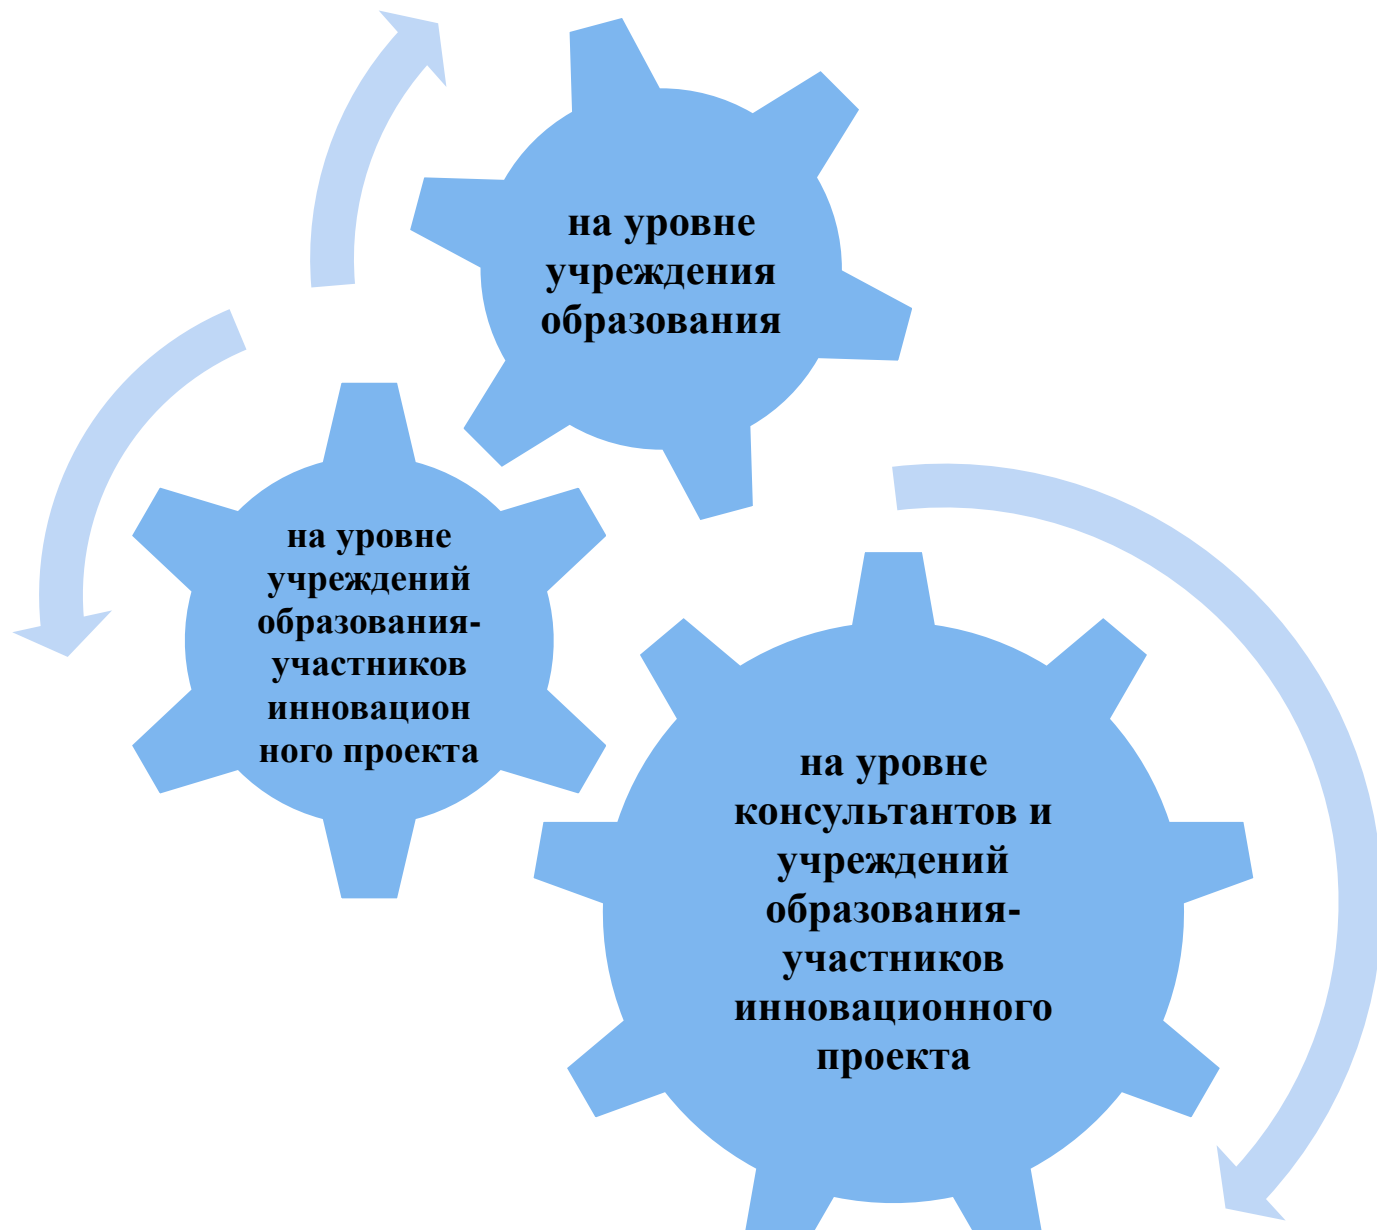 на уровне
учреждения
образования
на уровне
учреждений
образования-
участников
инновацион
ного проекта
на уровне
консультантов и
учреждений
образования-
участников
инновационного
проекта